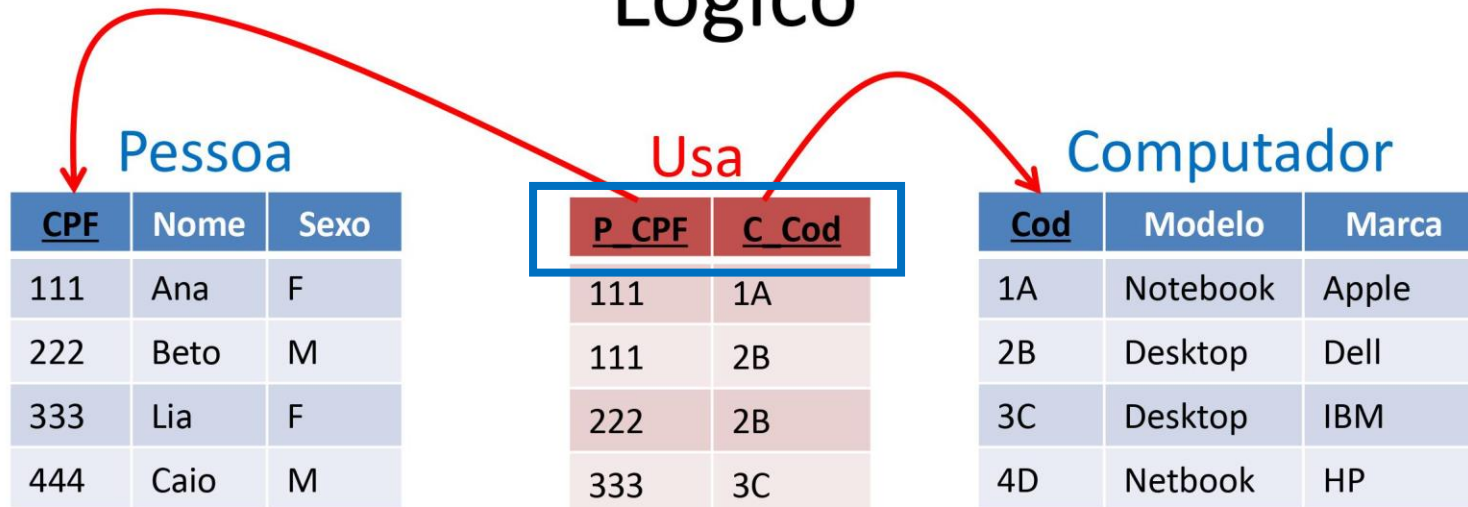 Lógico
Pessoa
CPF Nome Sexo
111 Ana F
222 Beto M
333 Lia F
444 Caio M
Usa
P_CPF C_Cod
111 1A
111 2B
222 2B
333 3C
Computador
Cod Modelo Marca
1A Notebook Apple
2B Desktop Dell
3C Desktop IBM
4D Netbook HP